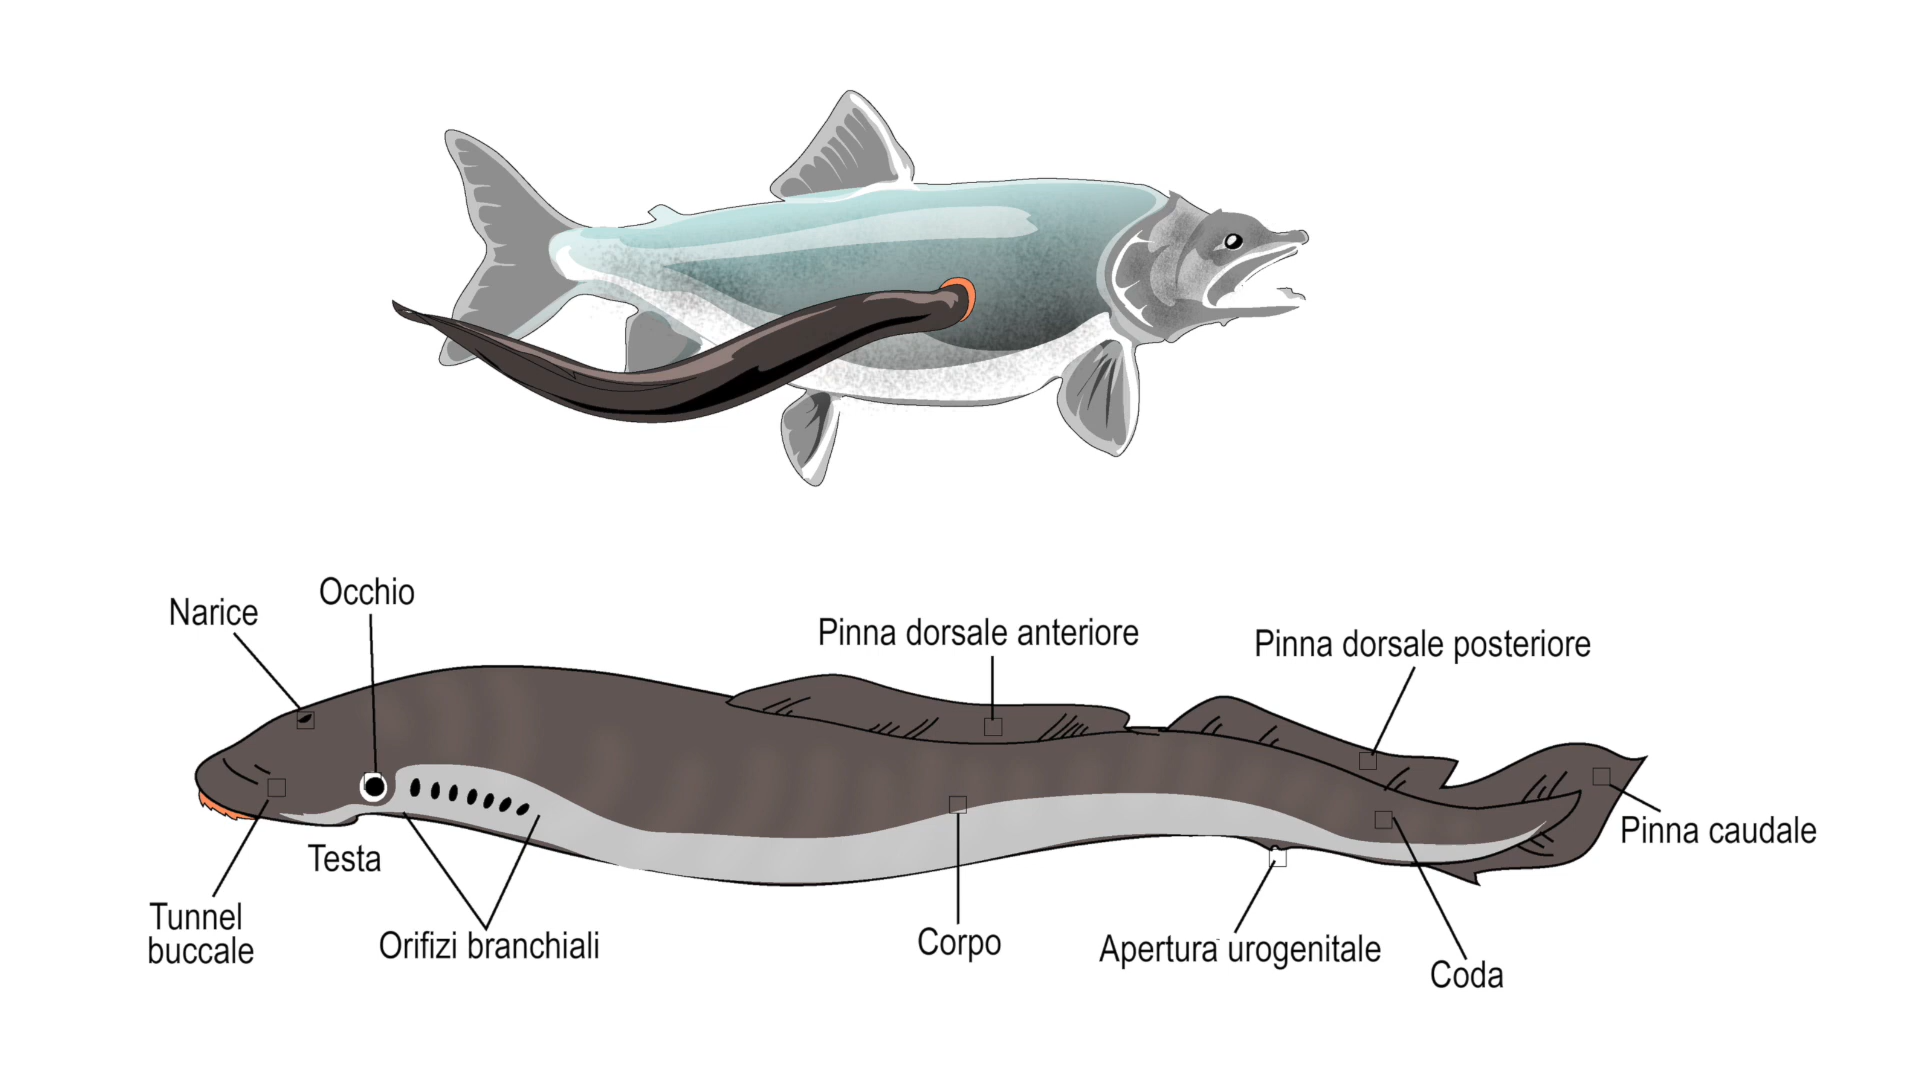 Occhio
Narice
Pinna dorsale anteriore
Pinna dorsale posteriore
Pinna caudale
Testa
Tunnel
buccale
Orifizi branchiali
Corpo
Apertura urogenitale
Coda